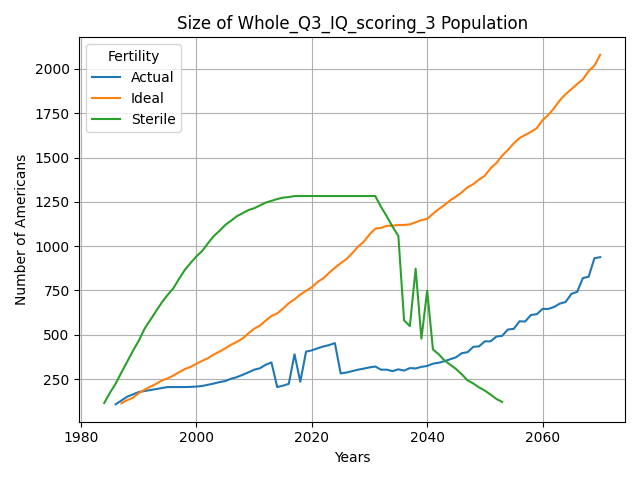 Size of Whole_Q3_IQ_scoring_3 Population
Fertility
Actual
Ideal
Sterile
Number of Americans
2000
1750
1500
1250
1000
750
500
250
1980
2000
2020
2040
2060
Years